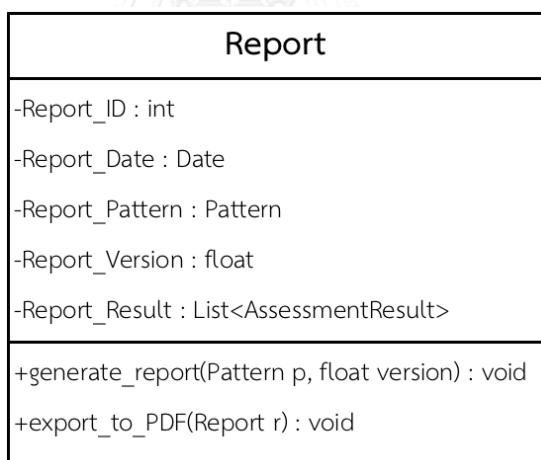 Report
-Report_ID : int
-Report_Date : Date
-Report_Pattern : Pattern
-Report_Version : float
-Report_Result : List<AssessmentResult>
+generate_report(Pattern p, float version) : void
+export_to_PDF(Report r) : void